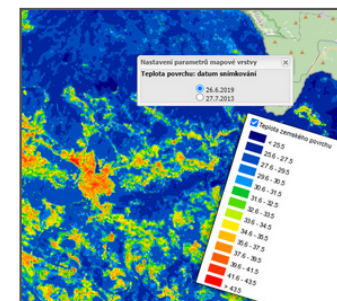 Nastavení parametrů mapové vrstvy
Teplota povrchu: datum snímkování
26.6.2019
27.7.2013
Teplota zemského povrchu
< 25.5
25.6 - 27.5
27.6 - 29.5
29.6 - 30.5
30.6 - 31.5
31.6 - 32.5
32.6 - 33.5
33.6 - 34.5
34.6 - 35.5
35.6 - 37.5
37.6 - 39.5
39.6 - 41.5
41.6 - 43.5
> 43.5